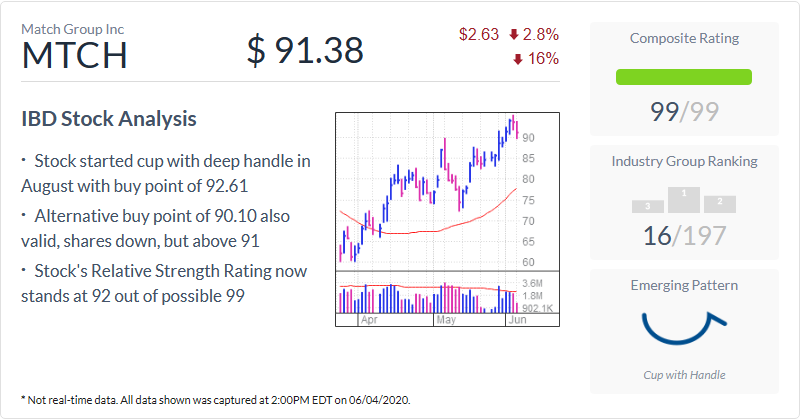 Match Group Inc
MTCH
$ 91.38
$2.63 2.8%
16%
IBD Stock Analysis
· Stock started cup with deep handle in
August with buy point of 92.61
· Alternative buy point of 90.10 also
valid, shares down, but above 91
· Stock's Relative Strength Rating now
stands at 92 out of possible 99
90
85
80
75
70
65
60
3.6M
1.8M
902.1K
Apr May Jun
Composite Rating
99/99
Industry Group Ranking
3 1 2
16/197
Emerging Pattern
Cup with Handle
* Not real-time data. All data shown was captured at 2:00PM EDT on 06/04/2020.